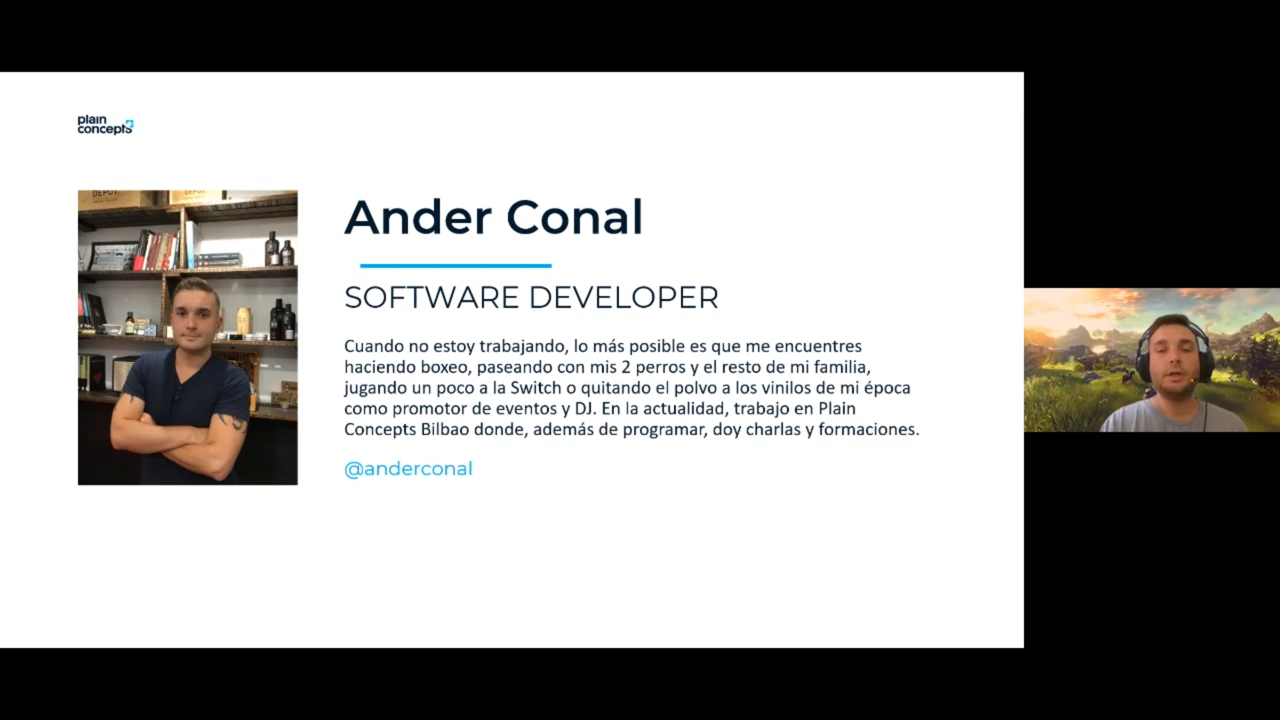 plain
concepts
DEPOT
Ander Conal
SOFTWARE DEVELOPER
Cuando no estoy trabajando, lo más posible es que me encuentres
haciendo boxeo, paseando con mis 2 perros y el resto de mi familia,
jugando un poco a la Switch o quitando el polvo a los vinilos de mi época
como promotor de eventos y DJ. En la actualidad, trabajo en Plain
Concepts Bilbao donde, además de programar, doy charlas y formaciones.
@anderconal